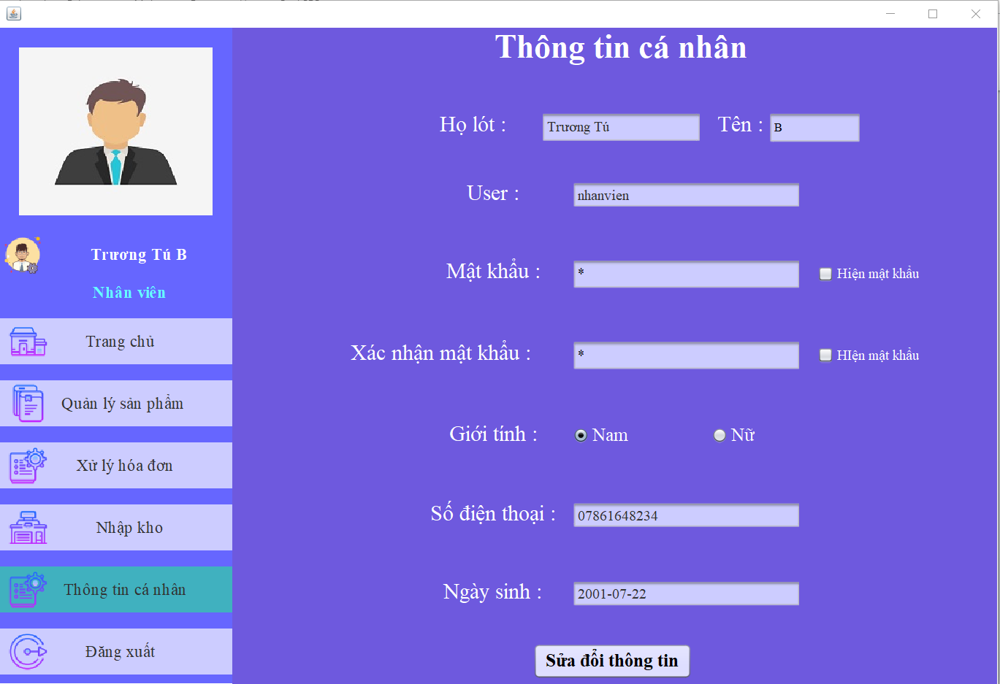 Thông tin cá nhân
Họ lót : Trương Tú Tên : B
User : nhanvien
Mật khẩu : * Hiện mật khẩu
Xác nhận mật khẩu : * HIện mật khẩu
Giới tính : Nam Nữ
Số điện thoại : 07861648234
Ngày sinh : 2001-07-22
Sửa đổi thông tin
Trương Tú B
Nhân viên
Trang chủ
Quản lý sản phẩm
Xử lý hóa đơn
Nhập kho
Thông tin cá nhân
Đăng xuất